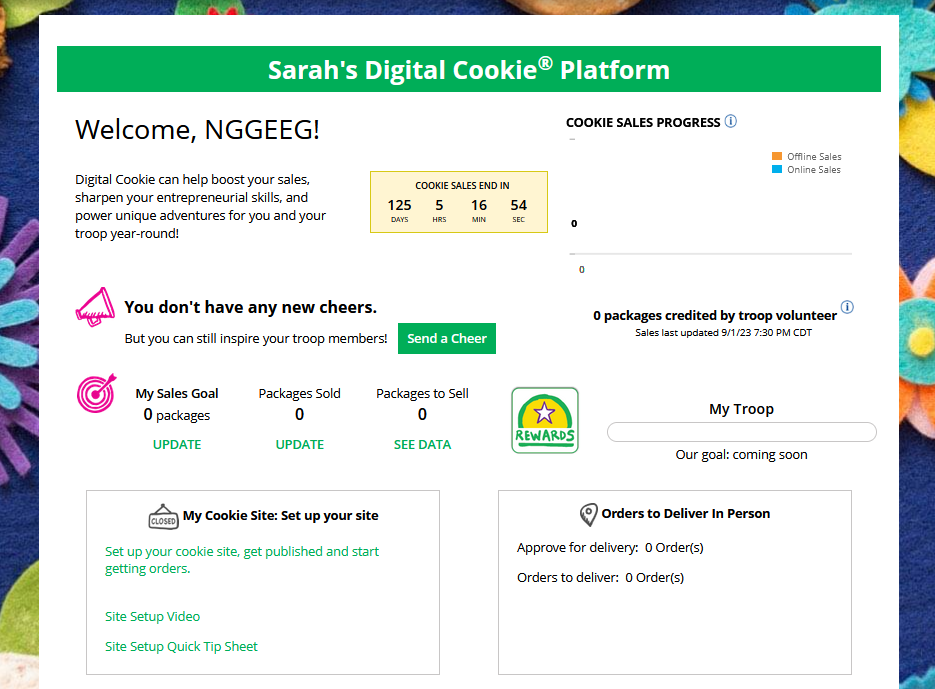 Sarah's Digital Cookie® Platform
Welcome, NGGEEG!
Digital Cookie can help boost your sales,
sharpen your entrepreneurial skills, and
power unique adventures for you and your
troop year-round!
COOKIE SALES END IN
125 5 16 54
DAYS HRS MIN SEC
COOKIE SALES PROGRESS i
Offline Sales
Online Sales
0
0
You don't have any new cheers.
But you can still inspire your troop members! Send a Cheer
0 packages credited by troop volunteer i
Sales last updated 9/1/23 7:30 PM CDT
My Sales Goal Packages Sold Packages to Sell
0 packages 0 0
UPDATE UPDATE SEE DATA
REWARDS
My Troop
Our goal: coming soon
CLOSED My Cookie Site: Set up your site
Set up your cookie site, get published and start
getting orders.
Site Setup Video
Site Setup Quick Tip Sheet
Orders to Deliver In Person
Approve for delivery: 0 Order(s)
Orders to deliver: 0 Order(s)